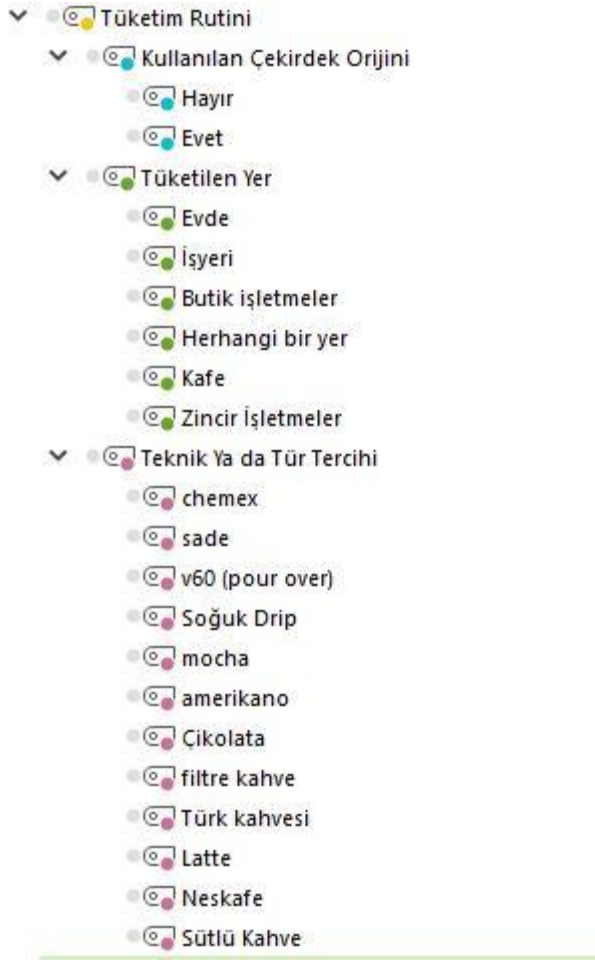 Tüketim Rutini
Kullanılan Çekirdek Orijini
Hayır
Evet
Tüketilen Yer
Evde
İşyeri
Butik işletmeler
Herhangi bir yer
Kafe
Zincir İşletmeler
Teknik Ya da Tür Tercihi
chemex
sade
v60 (pour over)
Soğuk Drip
mocha
amerikano
Çikolata
filtre kahve
Türk kahvesi
Latte
Neskafe
Sütlü Kahve